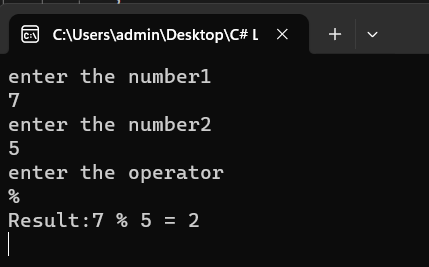 C:\Users\admin\Desktop\C# L
enter the number1
7
enter the number2
5
enter the operator
%
Result:7 % 5 = 2